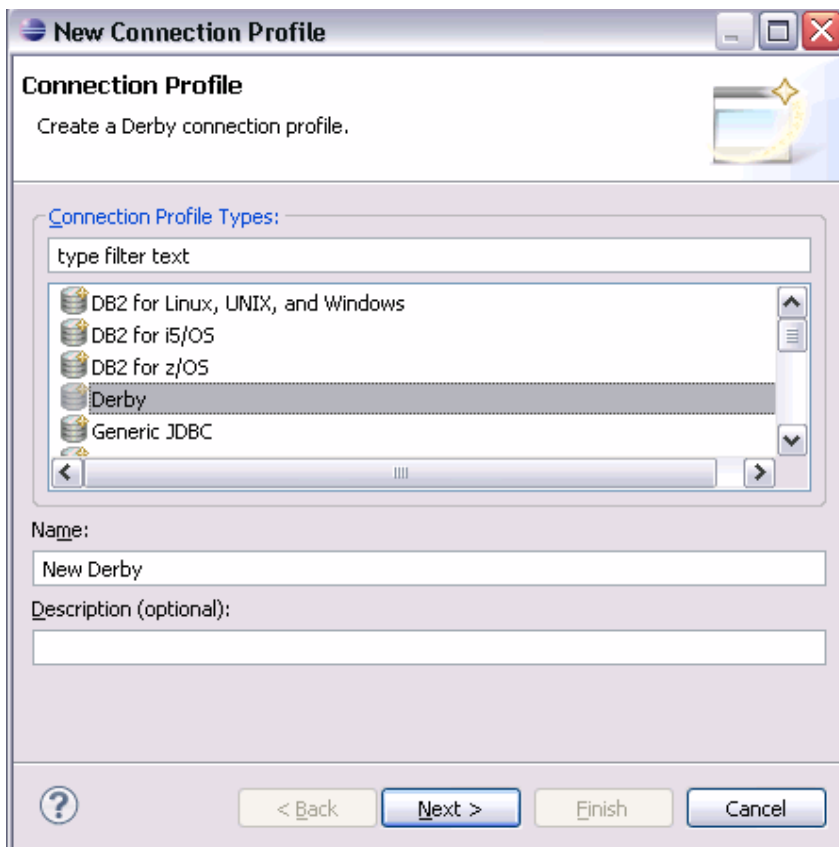 New Connection Profile
Connection Profile
Create a Derby connection profile.
Connection Profile Types:
type filter text
DB2 for Linux, UNIX, and Windows
DB2 for i5/OS
DB2 for z/OS
Derby
Generic JDBC
Name:
New Derby
Description (optional):
? < Back Next > Finish Cancel